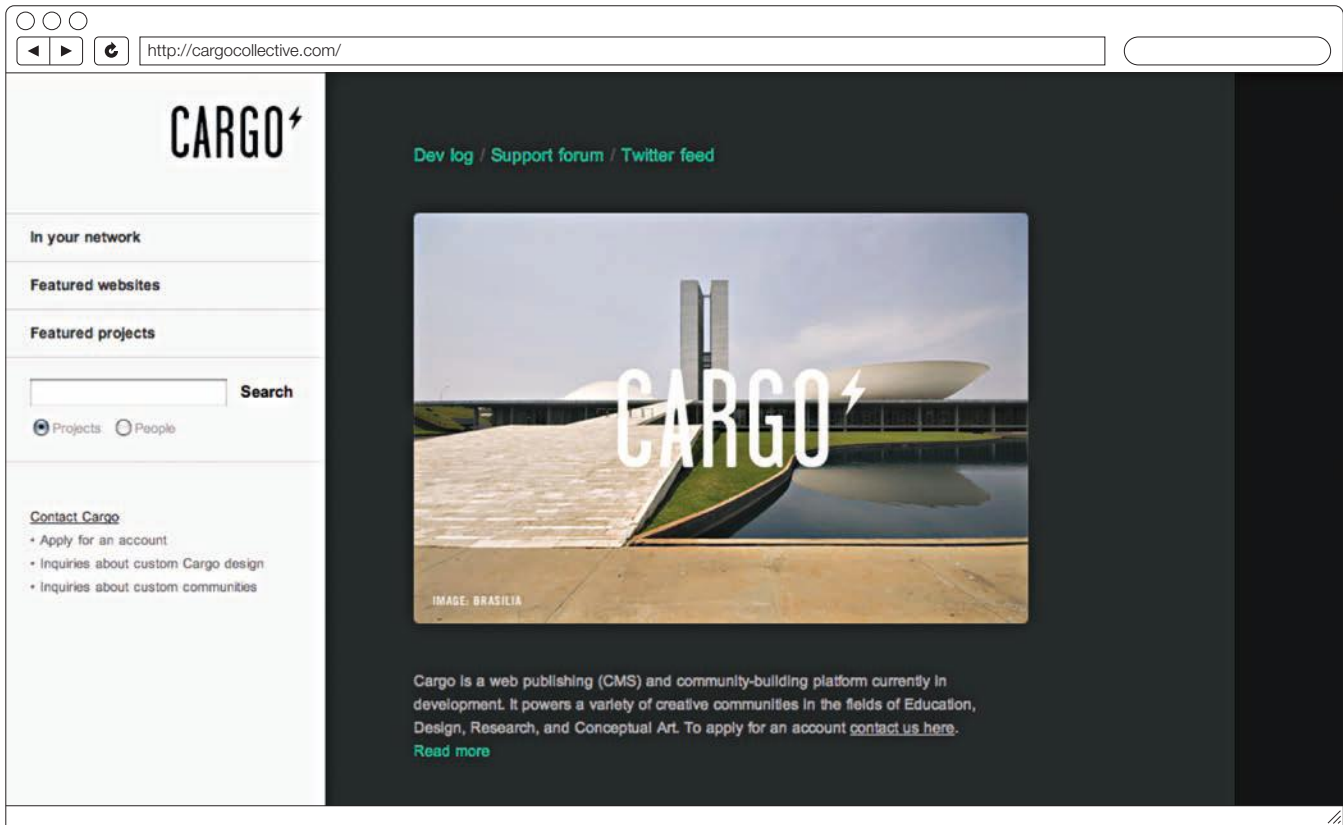 http://cargocollective.com/
CARGO
In your network
Featured websites
Featured projects
Search
Projects People
Contact Cargo
• Apply for an account
• Inquiries about custom Cargo design
• Inquiries about custom communities
Dev log / Support forum / Twitter feed
CARGO
IMAGE: BRASILIA
Cargo is a web publishing (CMS) and community-building platform currently in
development. It powers a variety of creative communities in the fields of Education,
Design, Research, and Conceptual Art. To apply for an account contact us here.
Read more